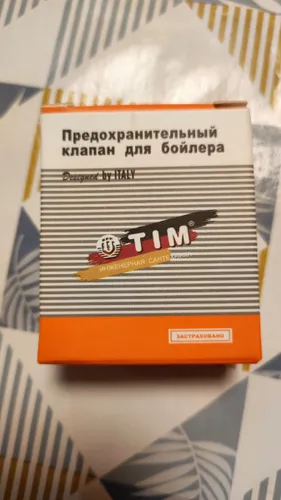 Предохранительный
клапан для бойлера
Designed by ITALY
TIM
ИНЖЕНЕРНАЯ САНТЕХНИКА
ЗАСТРАХОВАНО